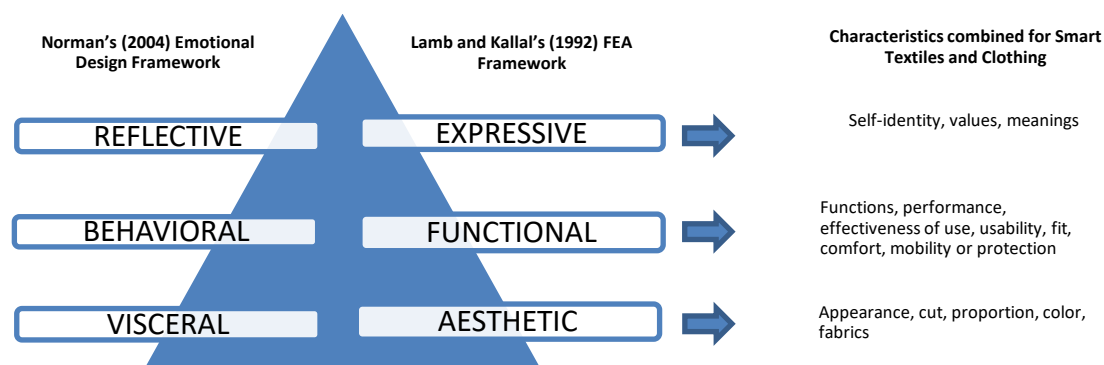 Norman's (2004) Emotional
Design Framework
Lamb and Kallal's (1992) FEA
Framework
Characteristics combined for Smart
Textiles and Clothing
REFLECTIVE
EXPRESSIVE
Self-identity, values, meanings
BEHAVIORAL
FUNCTIONAL
Functions, performance,
effectiveness of use, usability, fit,
comfort, mobility or protection
VISCERAL
AESTHETIC
Appearance, cut, proportion, color,
fabrics